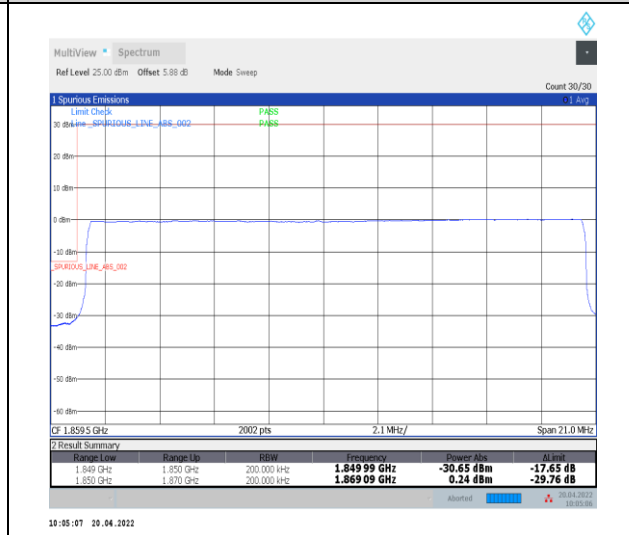 MultiView Spectrum
Ref Level 25.00 dBm Offset 5.88 dB Mode Sweep
Count 30/30
1 Spurious Emissions 1 Avg
Limit Check PASS
30 dBm Line _SPURIOUS_LINE_ABS_002 PASS
20 dBm
10 dBm
0 dBm
-10 dBm
_SPURIOUS_LINE_ABS_002
-20 dBm
-30 dBm
-40 dBm
-50 dBm
-60 dBm
CF 1.8595 GHz 2002 pts 2.1 MHz/ Span 21.0 MHz
2 Result Summary
Range Low Range Up RBW Frequency Power Abs ΔLimit
1.849 GHz 1.850 GHz 200.000 kHz 1.849 99 GHz -30.65 dBm -17.65 dB
1.850 GHz 1.870 GHz 200.000 kHz 1.869 09 GHz 0.24 dBm -29.76 dB
Aborted 20.04.2022
10:05:06
10:05:07 20.04.2022